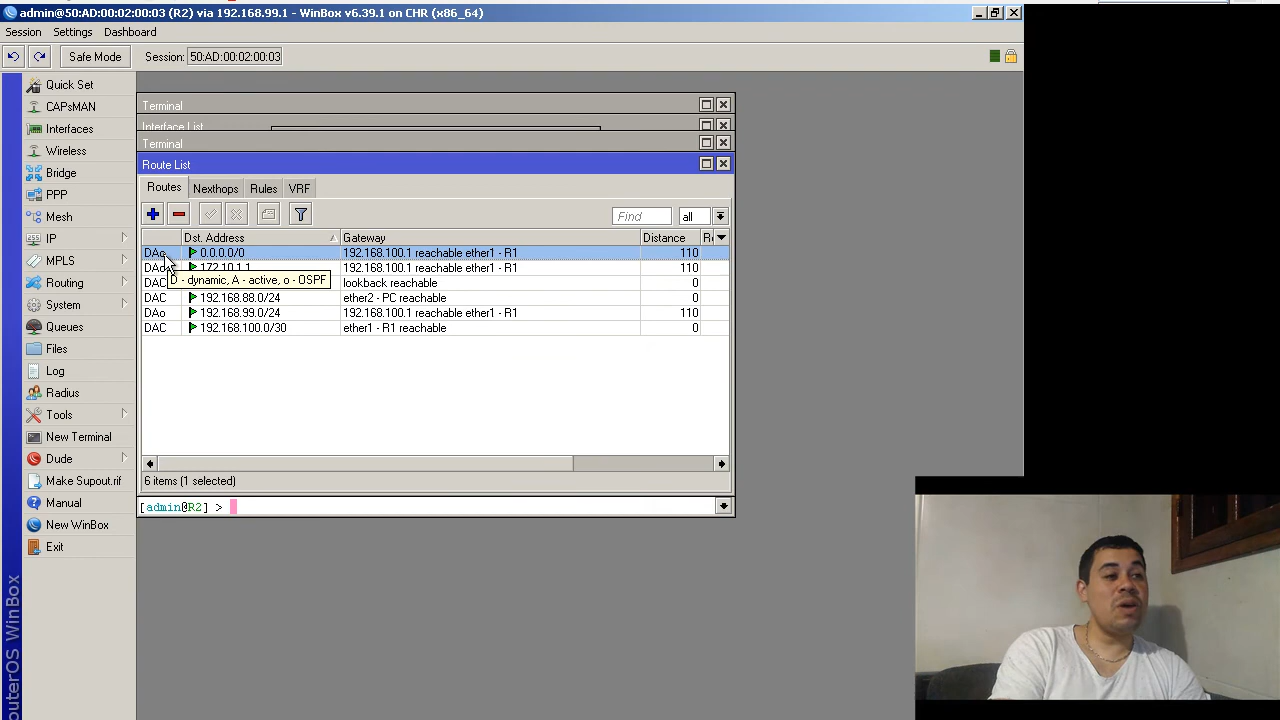 admin@50:AD:00:02:00:03 (R2) via 192.168.99.1 - WinBox v6.39.1 on CHR (x86_64)
Session Settings Dashboard
Safe Mode Session: 50:AD:00:02:00:03
Quick Set
CAPsMAN
Interfaces
Wireless
Bridge
PPP
Mesh
IP
MPLS
Routing
System
Queues
Files
Log
Radius
Tools
New Terminal
Dude
Make Supout.rif
Manual
New WinBox
Exit
outerOS WinBox
Terminal
Interface List
Terminal
Route List
Routes Nexthops Rules VRF
Find all
Dst. Address Gateway Distance
DAo 0.0.0.0/0 192.168.100.1 reachable ether1 - R1 110
DAo 172.10.1.1 192.168.100.1 reachable ether1 - R1 110
D - dynamic, A - active, o - OSPF
DAC lookback reachable 0
DAC 192.168.88.0/24 ether2 - PC reachable 0
DAo 192.168.99.0/24 192.168.100.1 reachable ether1 - R1 110
DAC 192.168.100.0/30 ether1 - R1 reachable 0
6 items (1 selected)
[admin@R2] >